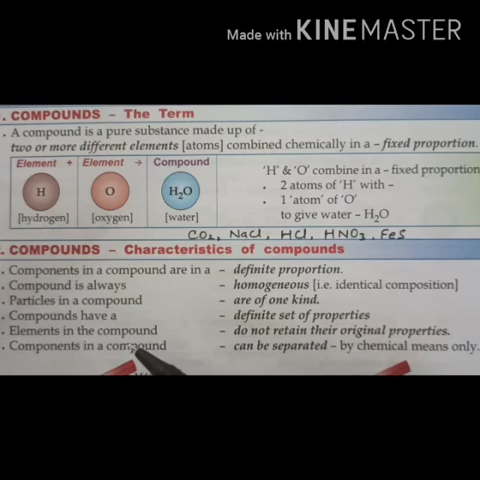 Made with KINEMASTER
. COMPOUNDS – The Term
. A compound is a pure substance made up of -
two or more different elements [atoms] combined chemically in a – fixed proportion.
Element + Element → Compound
H O H₂O
[hydrogen] [oxygen] [water]
'H' & 'O' combine in a – fixed proportion
• 2 atoms of 'H' with –
• 1 'atom' of 'O'
to give water – H₂O
CO₂, NaCl, HCl, HNO₃, FeS
. COMPOUNDS – Characteristics of compounds
. Components in a compound are in a – definite proportion.
. Compound is always – homogeneous [i.e. identical composition]
. Particles in a compound – are of one kind.
. Compounds have a – definite set of properties
. Elements in the compound – do not retain their original properties.
. Components in a compound – can be separated – by chemical means only.